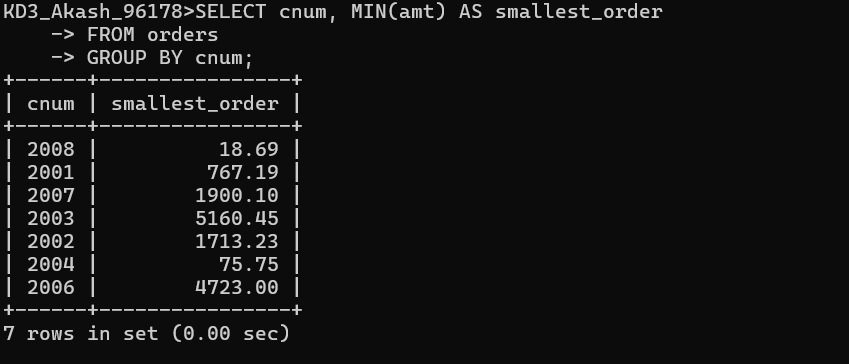 KD3_Akash_96178>SELECT cnum, MIN(amt) AS smallest_order
    -> FROM orders
    -> GROUP BY cnum;
+------+----------------+
| cnum | smallest_order |
+------+----------------+
| 2008 |          18.69 |
| 2001 |         767.19 |
| 2007 |        1900.10 |
| 2003 |        5160.45 |
| 2002 |        1713.23 |
| 2004 |          75.75 |
| 2006 |        4723.00 |
+------+----------------+
7 rows in set (0.00 sec)